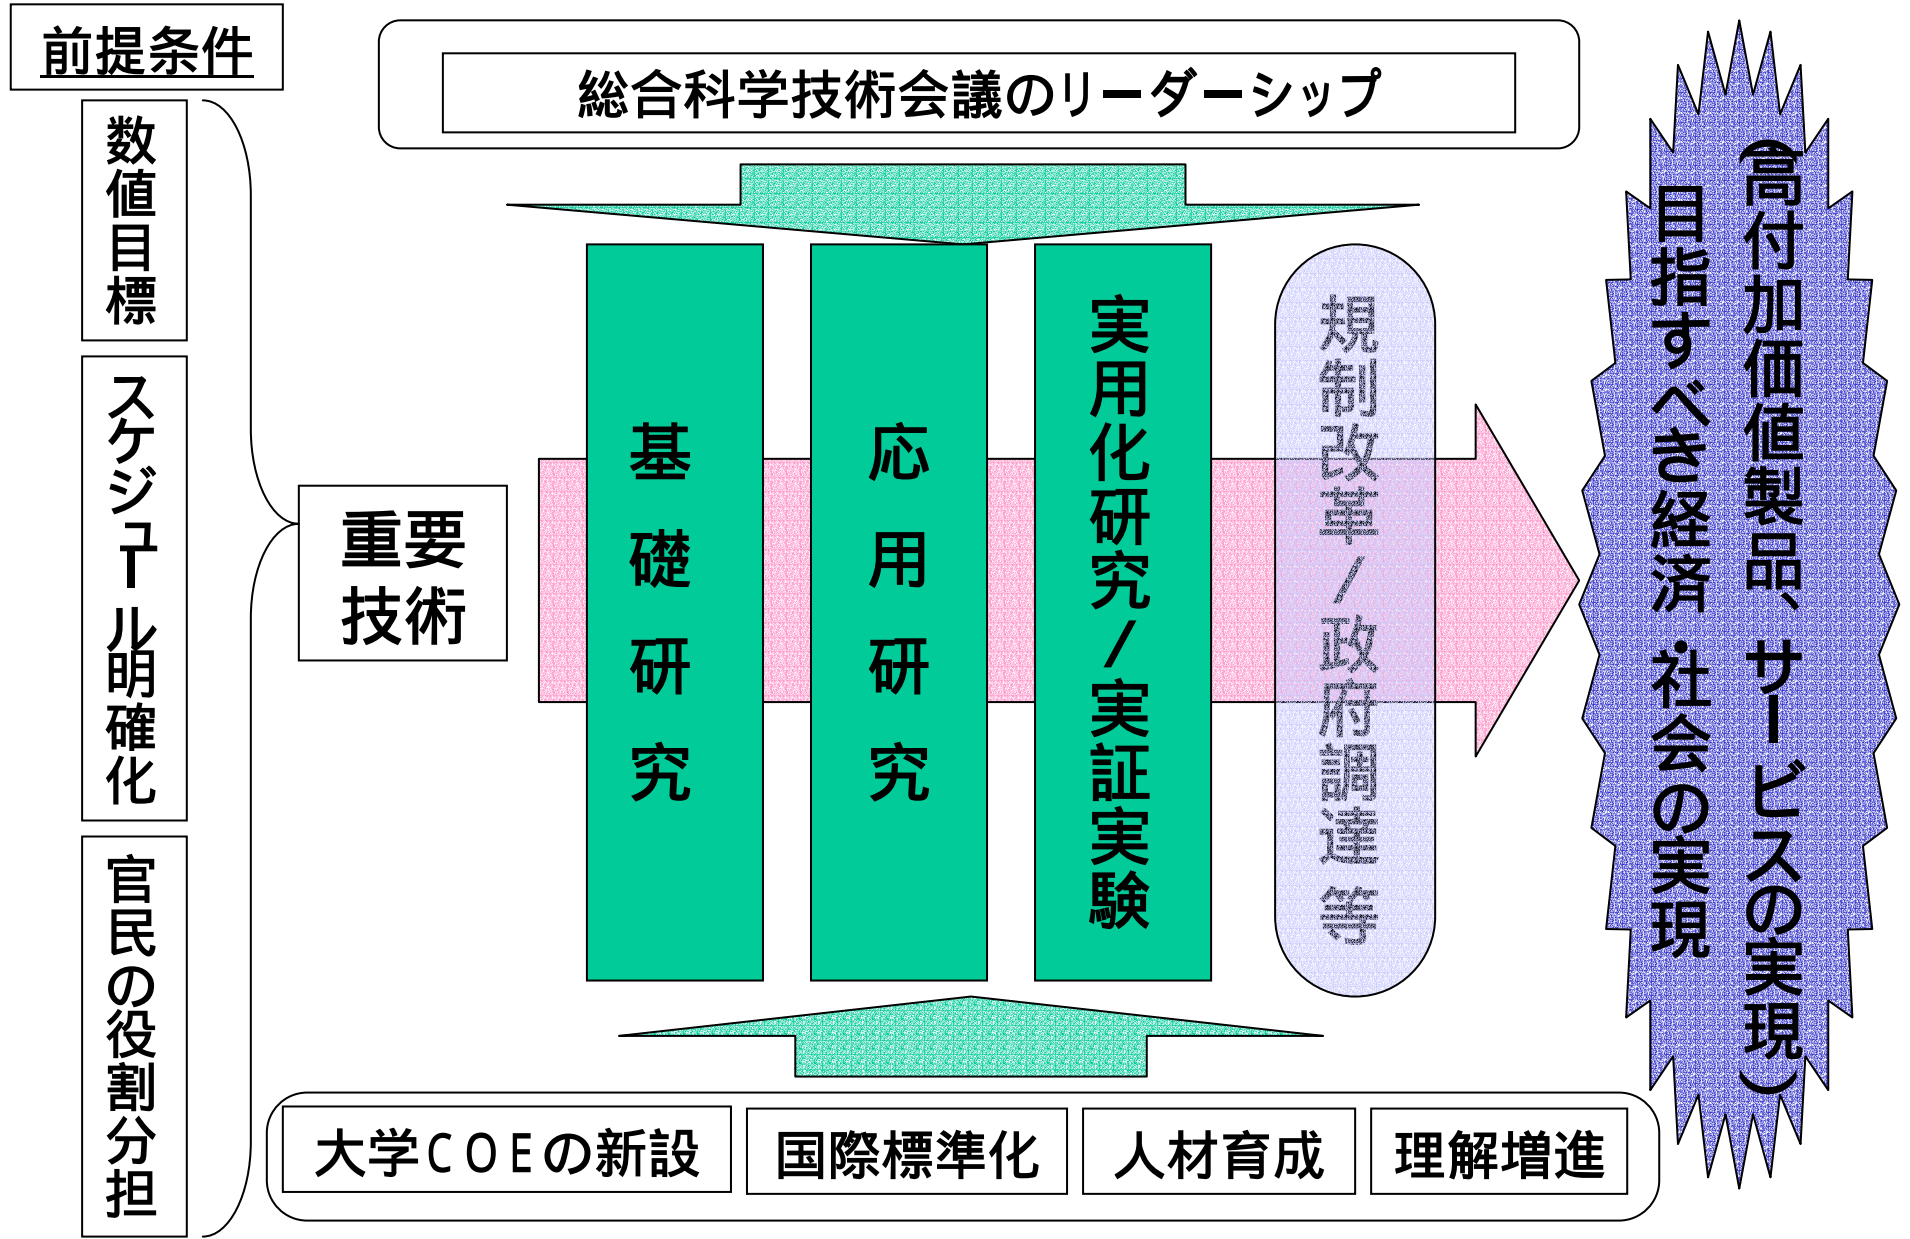 前提条件
総合科学技術会議のリーダーシップ
数値目標
スケジュール明確化
官民の役割分担
重要
技術
基礎研究
応用研究
実用化研究/実証実験
規制改革/政府調達等
(高付加価値製品、サービスの実現)
目指すべき経済・社会の実現
大学COEの新設
国際標準化
人材育成
理解増進